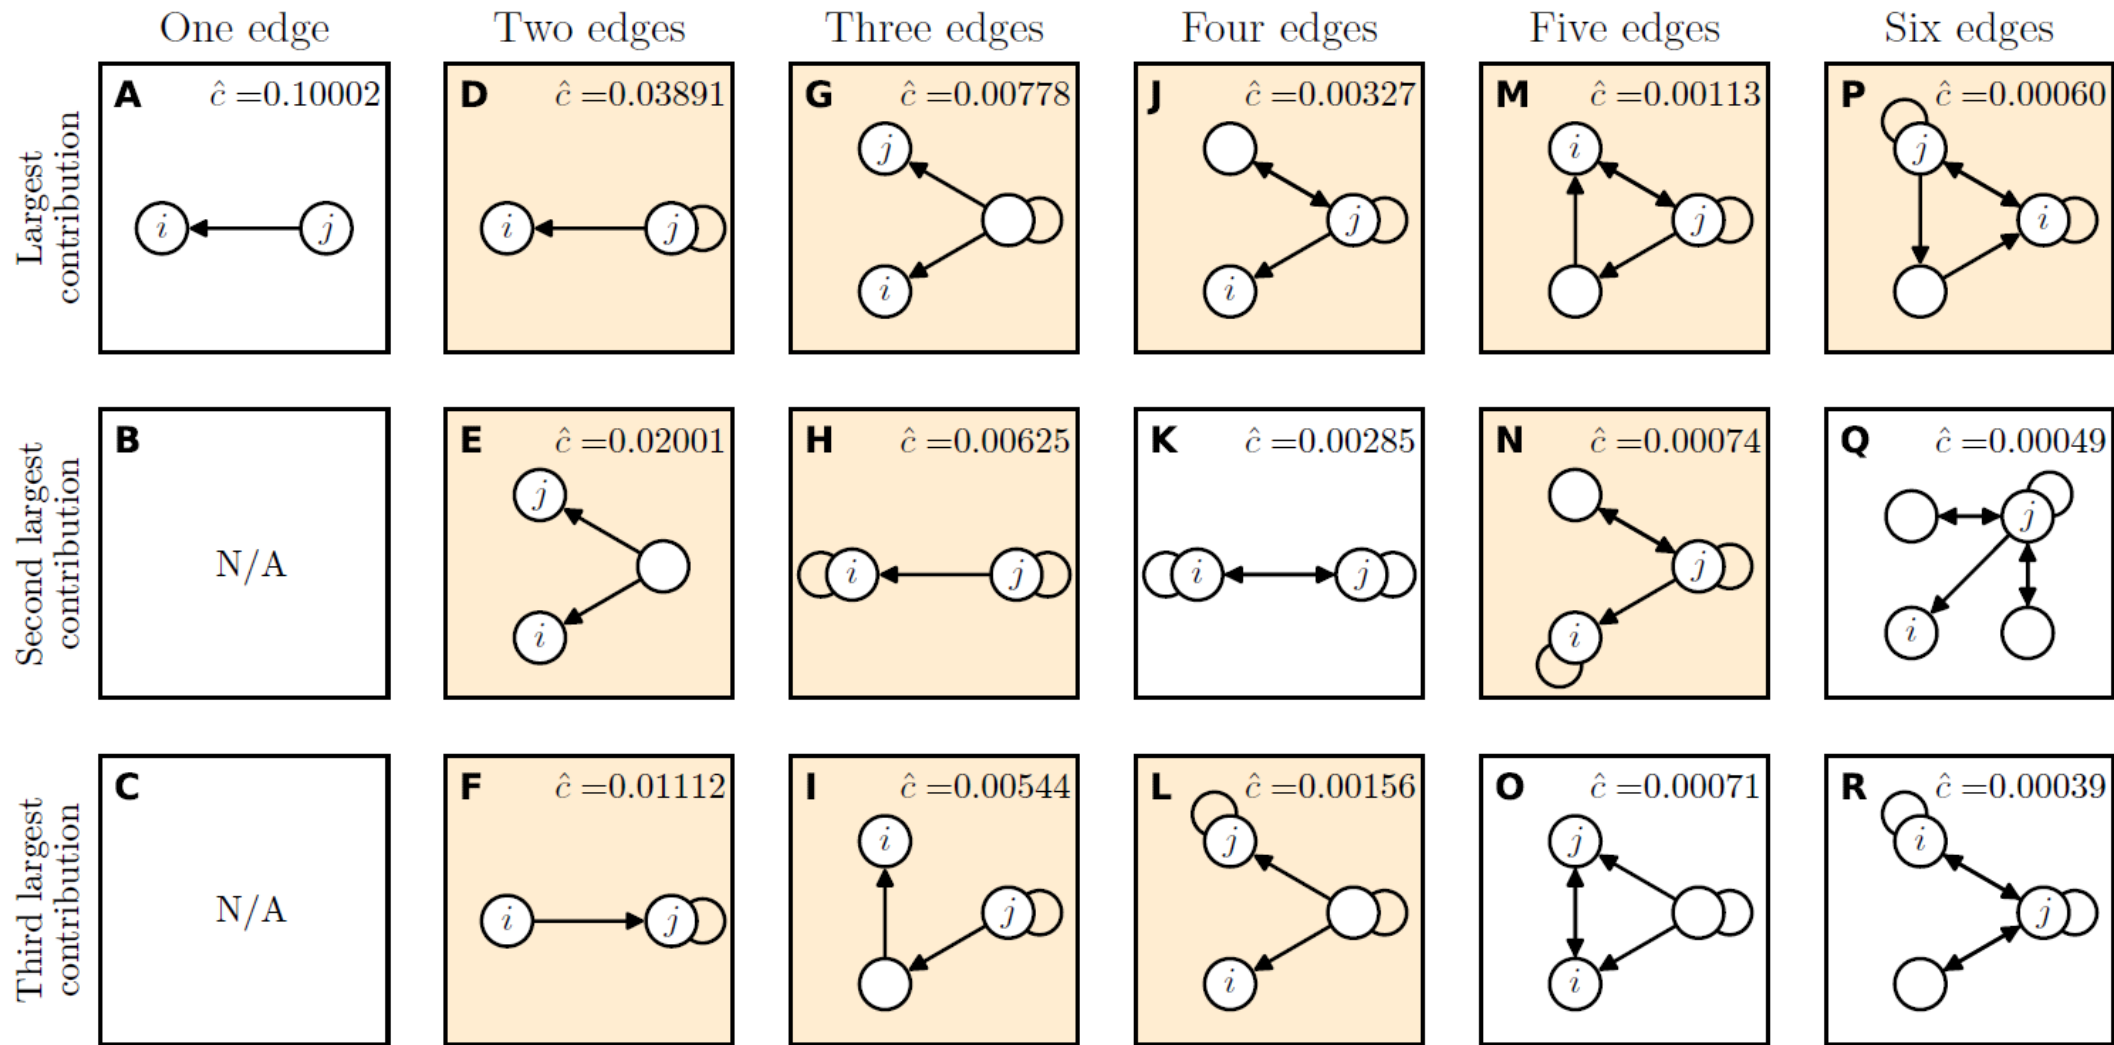 One edge Two edges Three edges Four edges Five edges Six edges
Largest
contribution
A ĉ =0.10002
i j
D ĉ =0.03891
i j
G ĉ =0.00778
j
i
J ĉ =0.00327
j
i
M ĉ =0.00113
i
j
P ĉ =0.00060
j
i
Second largest
contribution
B
N/A
E ĉ =0.02001
j
i
H ĉ =0.00625
i j
K ĉ =0.00285
i j
N ĉ =0.00074
j
i
Q ĉ =0.00049
j
i
Third largest
contribution
C
N/A
F ĉ =0.01112
i j
I ĉ =0.00544
i
j
L ĉ =0.00156
j
i
O ĉ =0.00071
j
i
R ĉ =0.00039
i
j